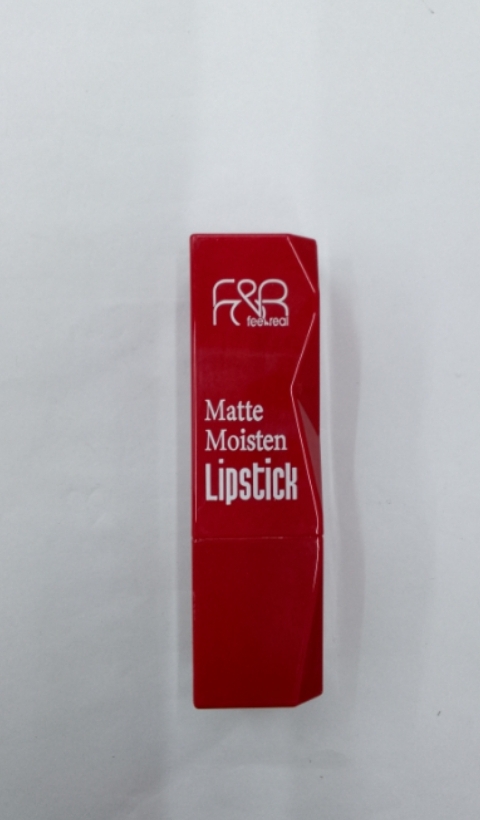 F&R
feel real
Matte
Moisten
Lipstick